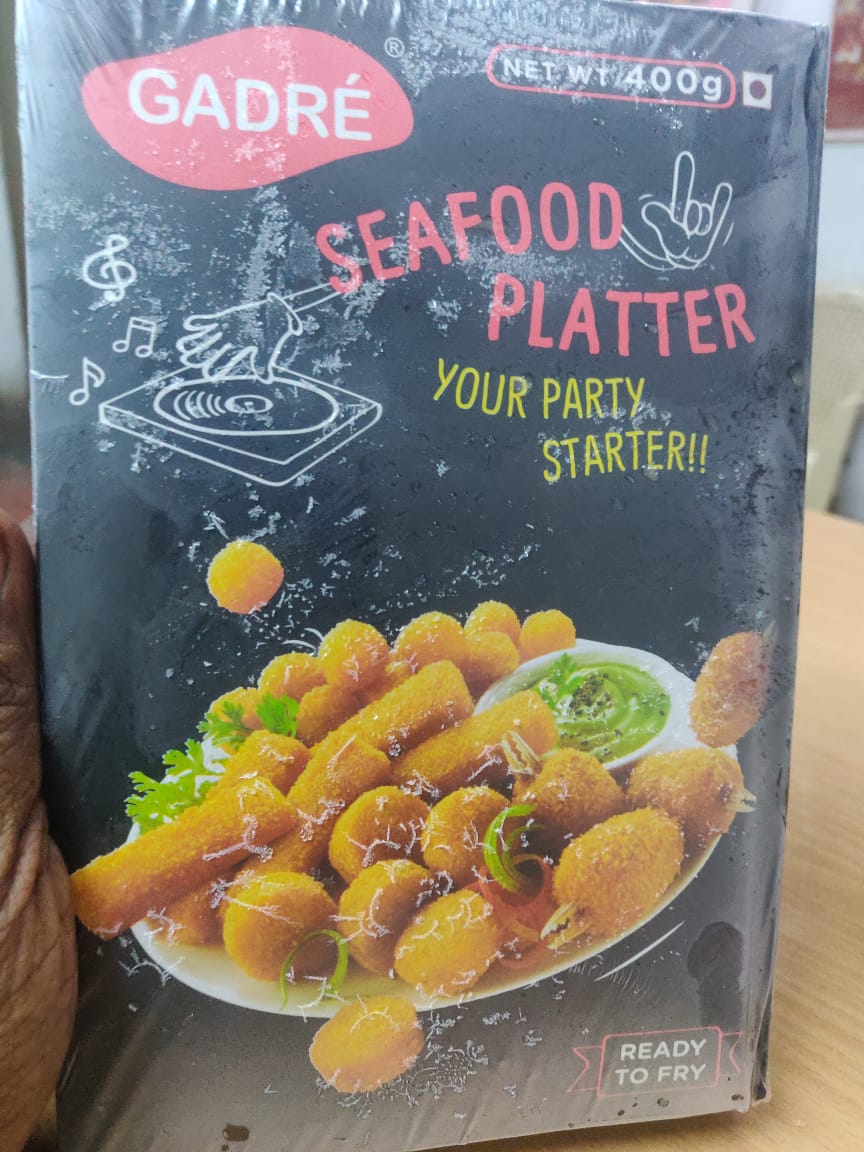 GADRÉ®
NET WT 400g
SEAFOOD
PLATTER
YOUR PARTY
STARTER!!
READY
TO FRY